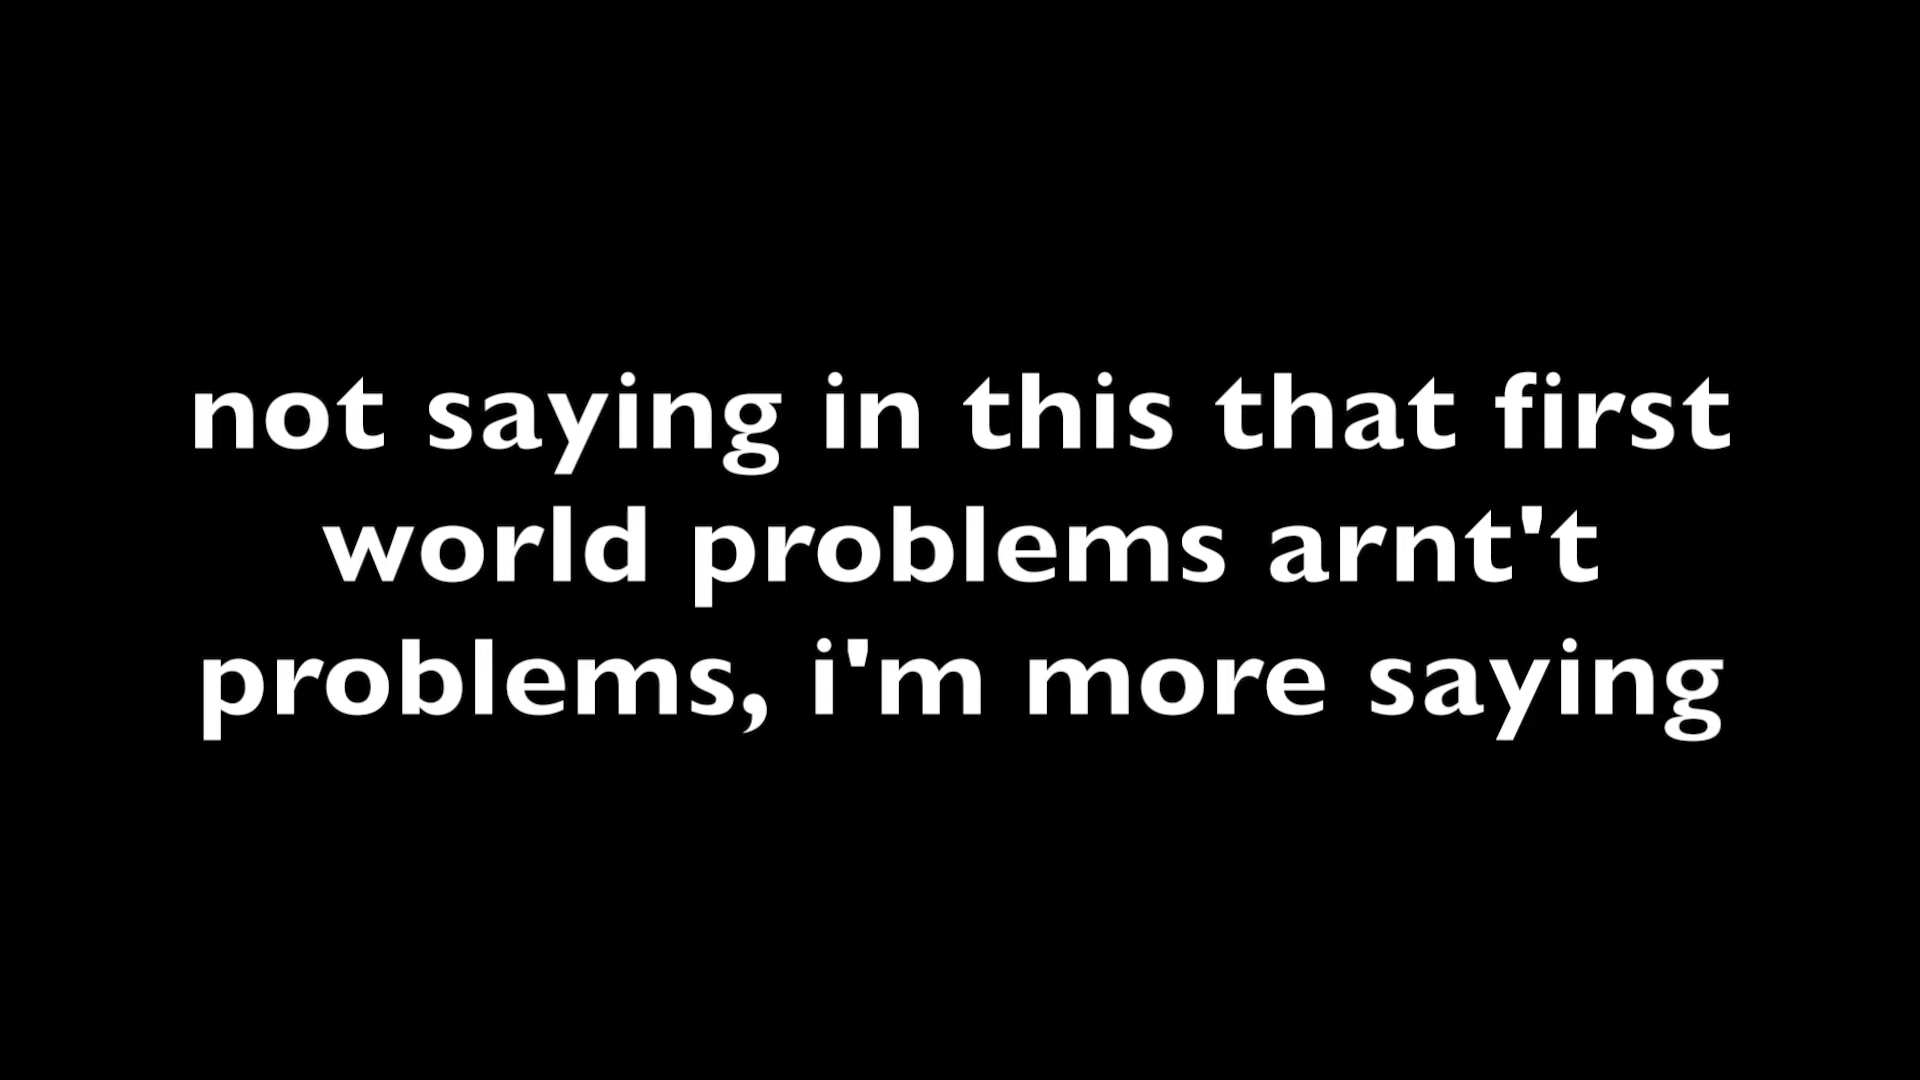 not saying in this that first
world problems arnt't
problems, i'm more saying